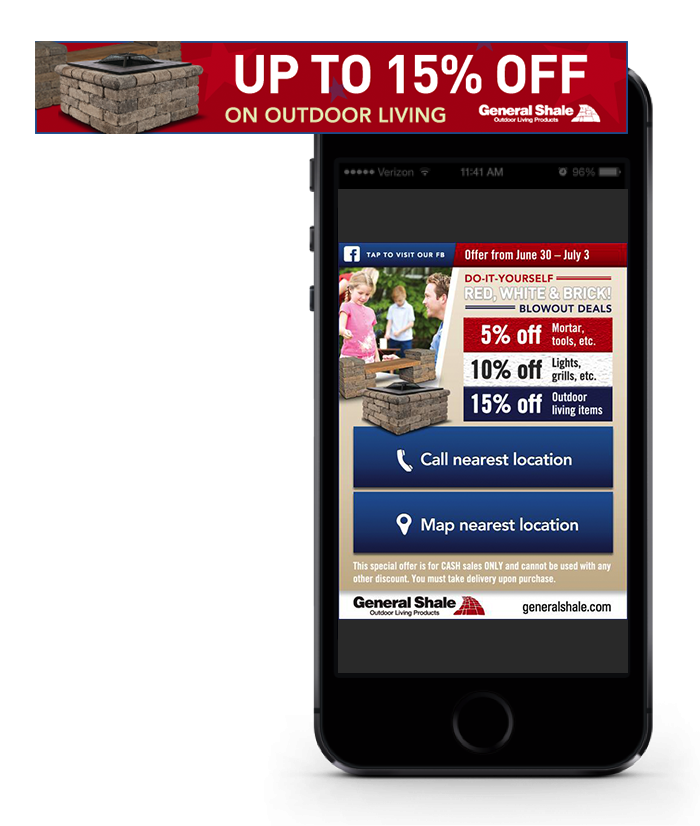 UP TO 15% OFF
ON OUTDOOR LIVING
General Shale
Outdoor Living Products
Verizon
11:41 AM
96%
TAP TO VISIT OUR FB
Offer from June 30 – July 3
DO-IT-YOURSELF
RED, WHITE & BRICK!
BLOWOUT DEALS
5% off Mortar,
tools, etc.
10% off Lights,
grills, etc.
15% off Outdoor
living items
Call nearest location
Map nearest location
This special offer is for CASH sales ONLY and cannot be used with any
other discount. You must take delivery upon purchase.
General Shale
Outdoor Living Products
generalshale.com